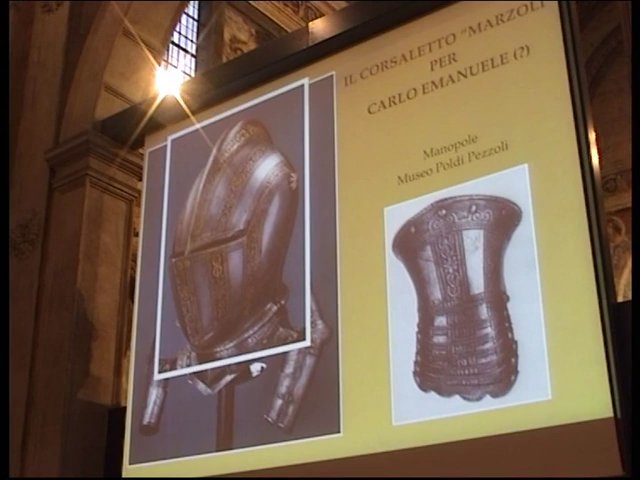 IL CORSALETTO "MARZOLI
PER
CARLO EMANUELE (?)
Manopole
Museo Poldi Pezzoli